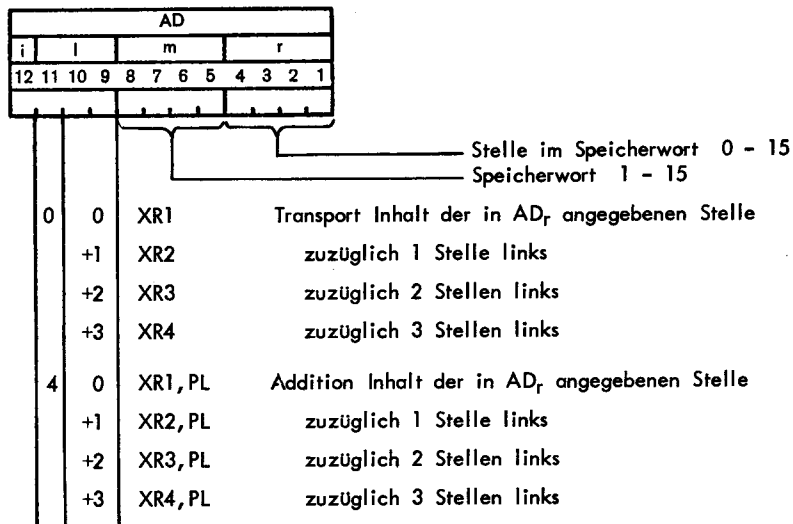 AD
i l m r
12 11 10 9 8 7 6 5 4 3 2 1
Stelle im Speicherwort 0 - 15
Speicherwort 1 - 15
0 0 XR1 Transport Inhalt der in ADr angegebenen Stelle
+1 XR2 zuzüglich 1 Stelle links
+2 XR3 zuzüglich 2 Stellen links
+3 XR4 zuzüglich 3 Stellen links
4 0 XR1,PL Addition Inhalt der in ADr angegebenen Stelle
+1 XR2,PL zuzüglich 1 Stelle links
+2 XR3,PL zuzüglich 2 Stellen links
+3 XR4,PL zuzüglich 3 Stellen links